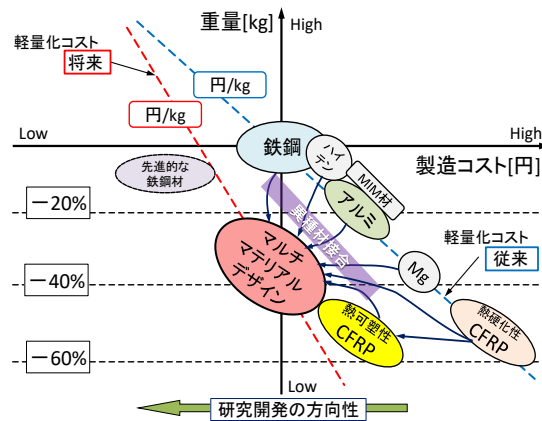 重量[kg]
High
軽量化コスト
将来
円/kg
円/kg
Low
High
鉄鋼
ハイ
テン
製造コスト[円]
先進的な
鉄鋼材
MIM材
アルミ
－20%
異種材接合
マルチ
マテリアル
デザイン
軽量化コスト
従来
Mg
－40%
熱可塑性
CFRP
熱硬化性
CFRP
－60%
Low
研究開発の方向性